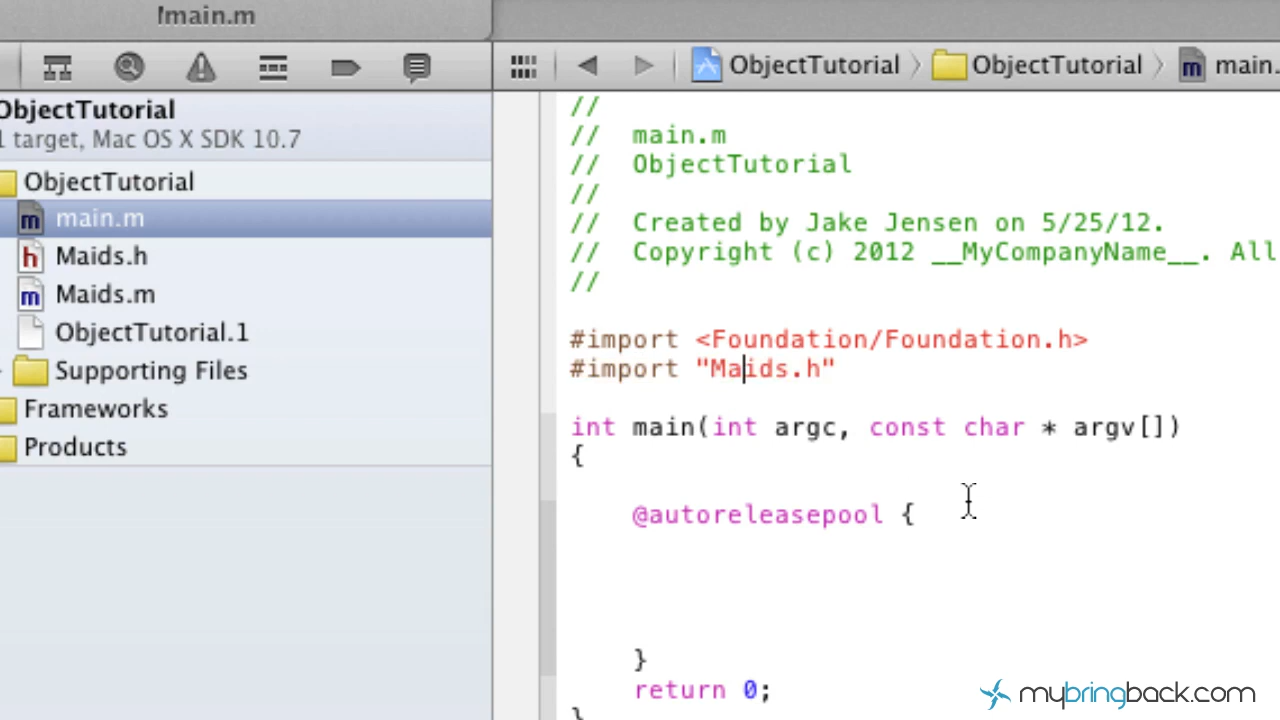 main.m
ObjectTutorial
1 target, Mac OS X SDK 10.7
ObjectTutorial
main.m
Maids.h
Maids.m
ObjectTutorial.1
Supporting Files
Frameworks
Products
ObjectTutorial
ObjectTutorial
main.
//
// main.m
// ObjectTutorial
//
// Created by Jake Jensen on 5/25/12.
// Copyright (c) 2012 __MyCompanyName__. All
//
#import <Foundation/Foundation.h>
#import "Maids.h"
int main(int argc, const char * argv[])
{
@autoreleasepool {
}
return 0;
}
mybringback.com